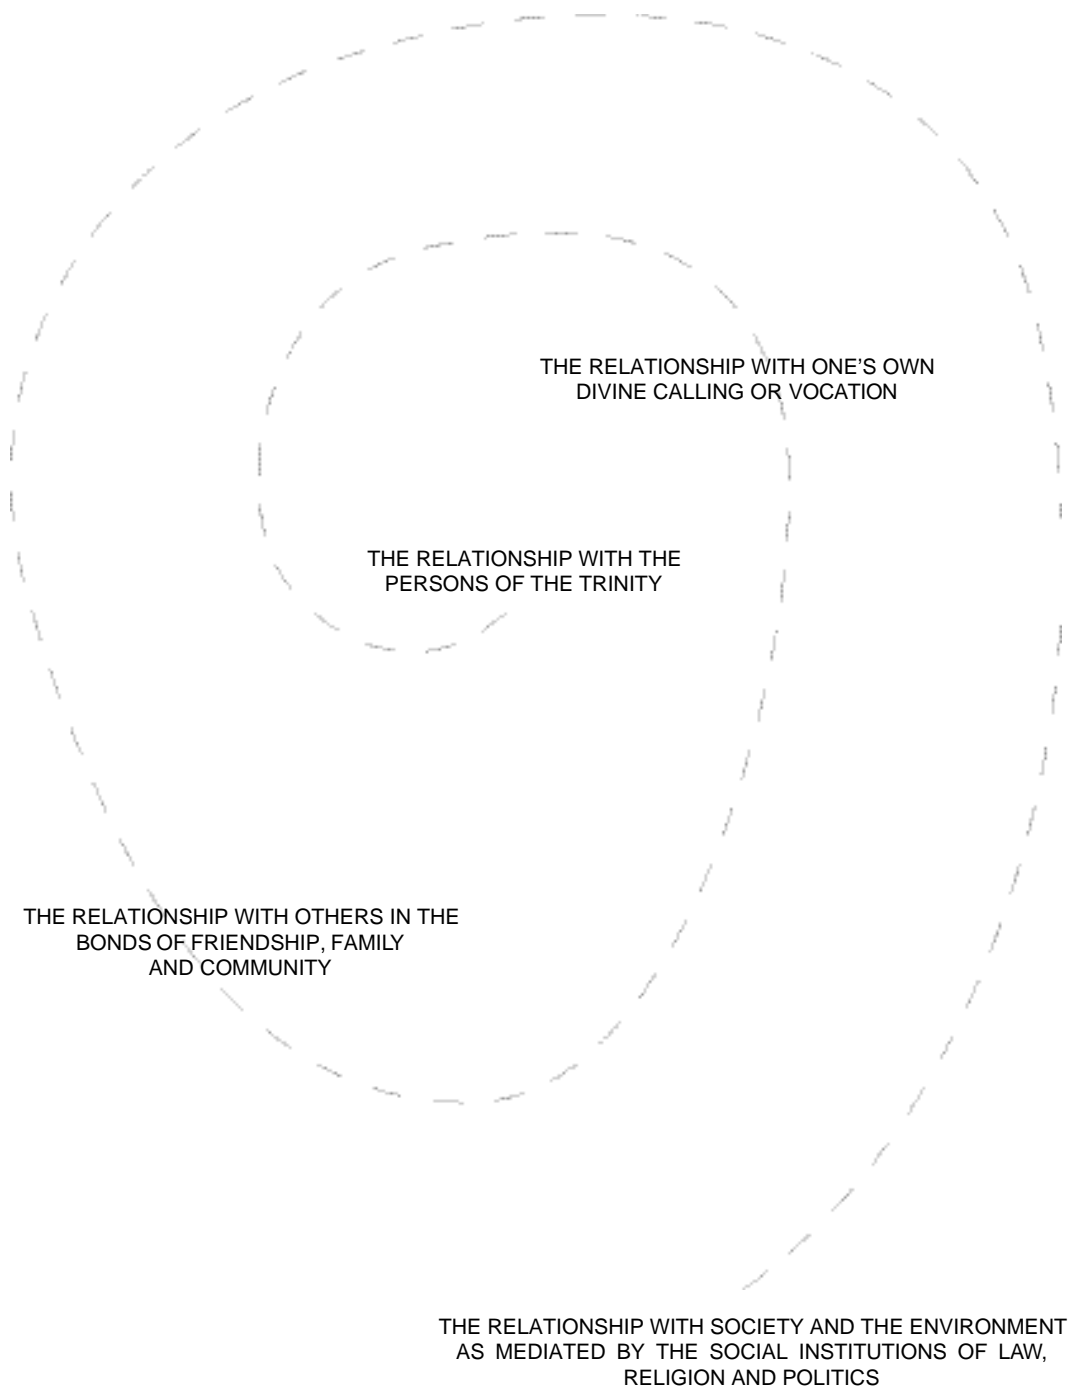 THE RELATIONSHIP WITH ONE'S OWN
DIVINE CALLING OR VOCATION
THE RELATIONSHIP WITH THE
PERSONS OF THE TRINITY
THE RELATIONSHIP WITH OTHERS IN THE
BONDS OF FRIENDSHIP, FAMILY
AND COMMUNITY
THE RELATIONSHIP WITH SOCIETY AND THE ENVIRONMENT
AS MEDIATED BY THE SOCIAL INSTITUTIONS OF LAW,
RELIGION AND POLITICS